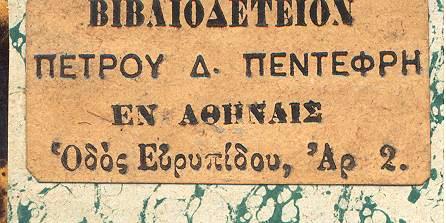 ΒΙΒΛΙΟΔΕΤΕΙΟΝ
ΠΕΤΡΟΥ Δ. ΠΕΝΤΕΦΡΗ
ΕΝ ΑΘΗΝΑΙΣ
Ὁδὸς Εὐρυπίδου, Ἀρ 2.